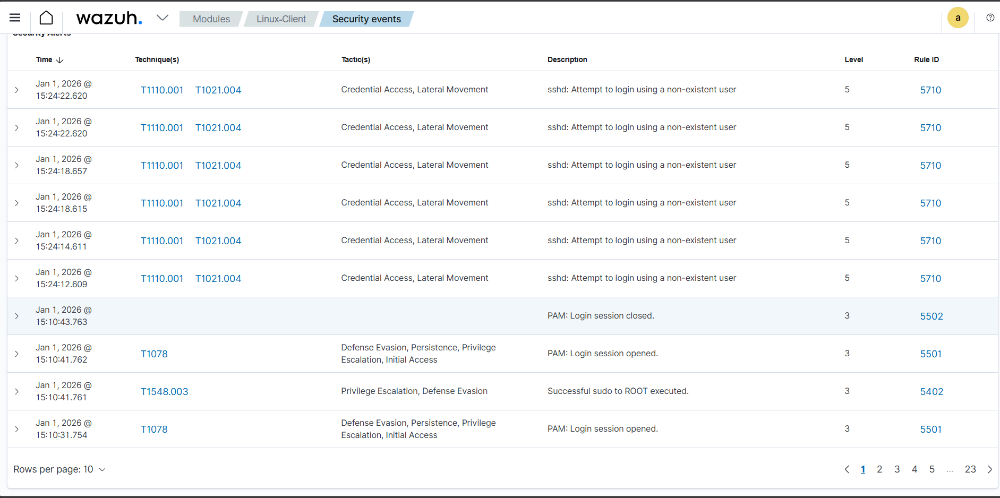 wazuh.
Modules
Linux-Client
Security events
a
Security Alerts
Time
Technique(s)
Tactic(s)
Description
Level
Rule ID
Jan 1, 2026 @
15:24:22.620
T1110.001 T1021.004
Credential Access, Lateral Movement
sshd: Attempt to login using a non-existent user
5
5710
Jan 1, 2026 @
15:24:22.620
T1110.001 T1021.004
Credential Access, Lateral Movement
sshd: Attempt to login using a non-existent user
5
5710
Jan 1, 2026 @
15:24:18.657
T1110.001 T1021.004
Credential Access, Lateral Movement
sshd: Attempt to login using a non-existent user
5
5710
Jan 1, 2026 @
15:24:18.615
T1110.001 T1021.004
Credential Access, Lateral Movement
sshd: Attempt to login using a non-existent user
5
5710
Jan 1, 2026 @
15:24:14.611
T1110.001 T1021.004
Credential Access, Lateral Movement
sshd: Attempt to login using a non-existent user
5
5710
Jan 1, 2026 @
15:24:12.609
T1110.001 T1021.004
Credential Access, Lateral Movement
sshd: Attempt to login using a non-existent user
5
5710
Jan 1, 2026 @
15:10:43.763
PAM: Login session closed.
3
5502
Jan 1, 2026 @
15:10:41.762
T1078
Defense Evasion, Persistence, Privilege
Escalation, Initial Access
PAM: Login session opened.
3
5501
Jan 1, 2026 @
15:10:41.761
T1548.003
Privilege Escalation, Defense Evasion
Successful sudo to ROOT executed.
3
5402
Jan 1, 2026 @
15:10:31.754
T1078
Defense Evasion, Persistence, Privilege
Escalation, Initial Access
PAM: Login session opened.
3
5501
Rows per page: 10
1 2 3 4 5 ... 23